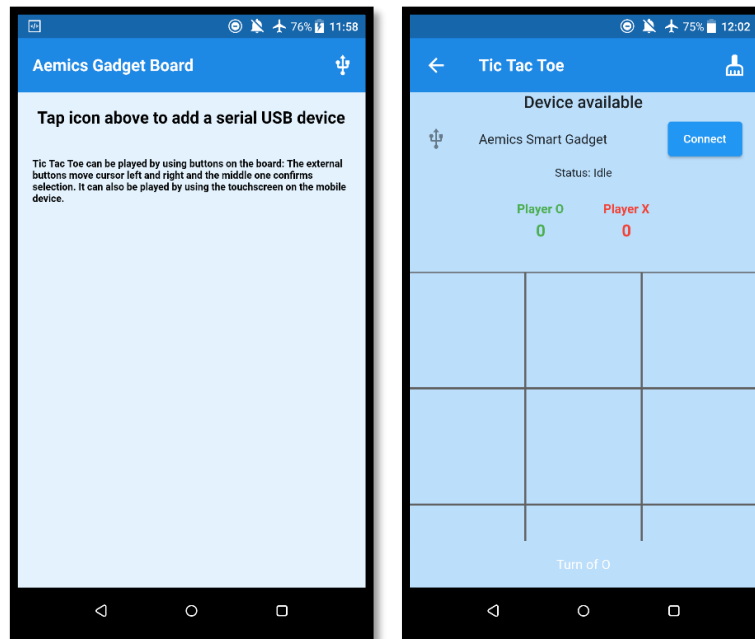 76% 11:58
Aemics Gadget Board
Tap icon above to add a serial USB device
Tic Tac Toe can be played by using buttons on the board: The external
buttons move cursor left and right and the middle one confirms
selection. It can also be played by using the touchscreen on the mobile
device.
75% 12:02
Tic Tac Toe
Device available
Aemics Smart Gadget Connect
Status: Idle
Player O Player X
0 0
Turn of O